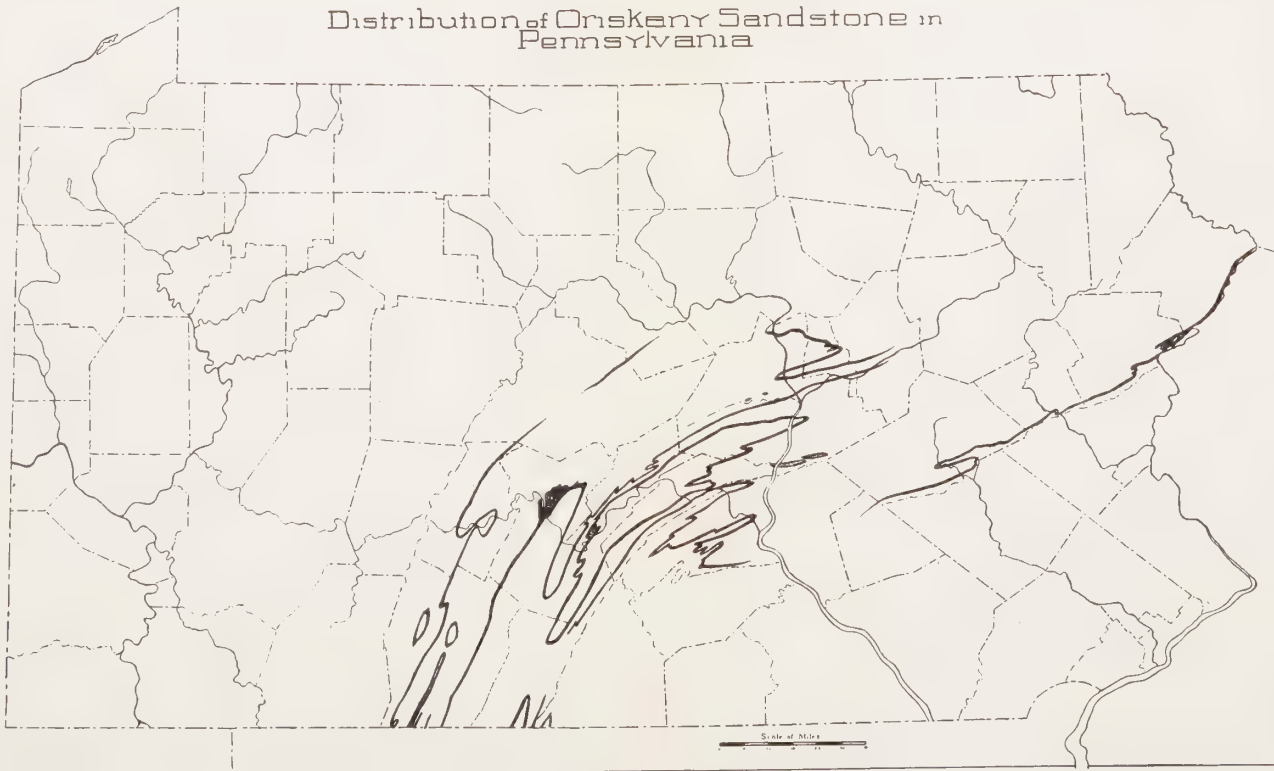 Distribution of Oriskany Sandstone in
Pennsylvania
Scale of Miles